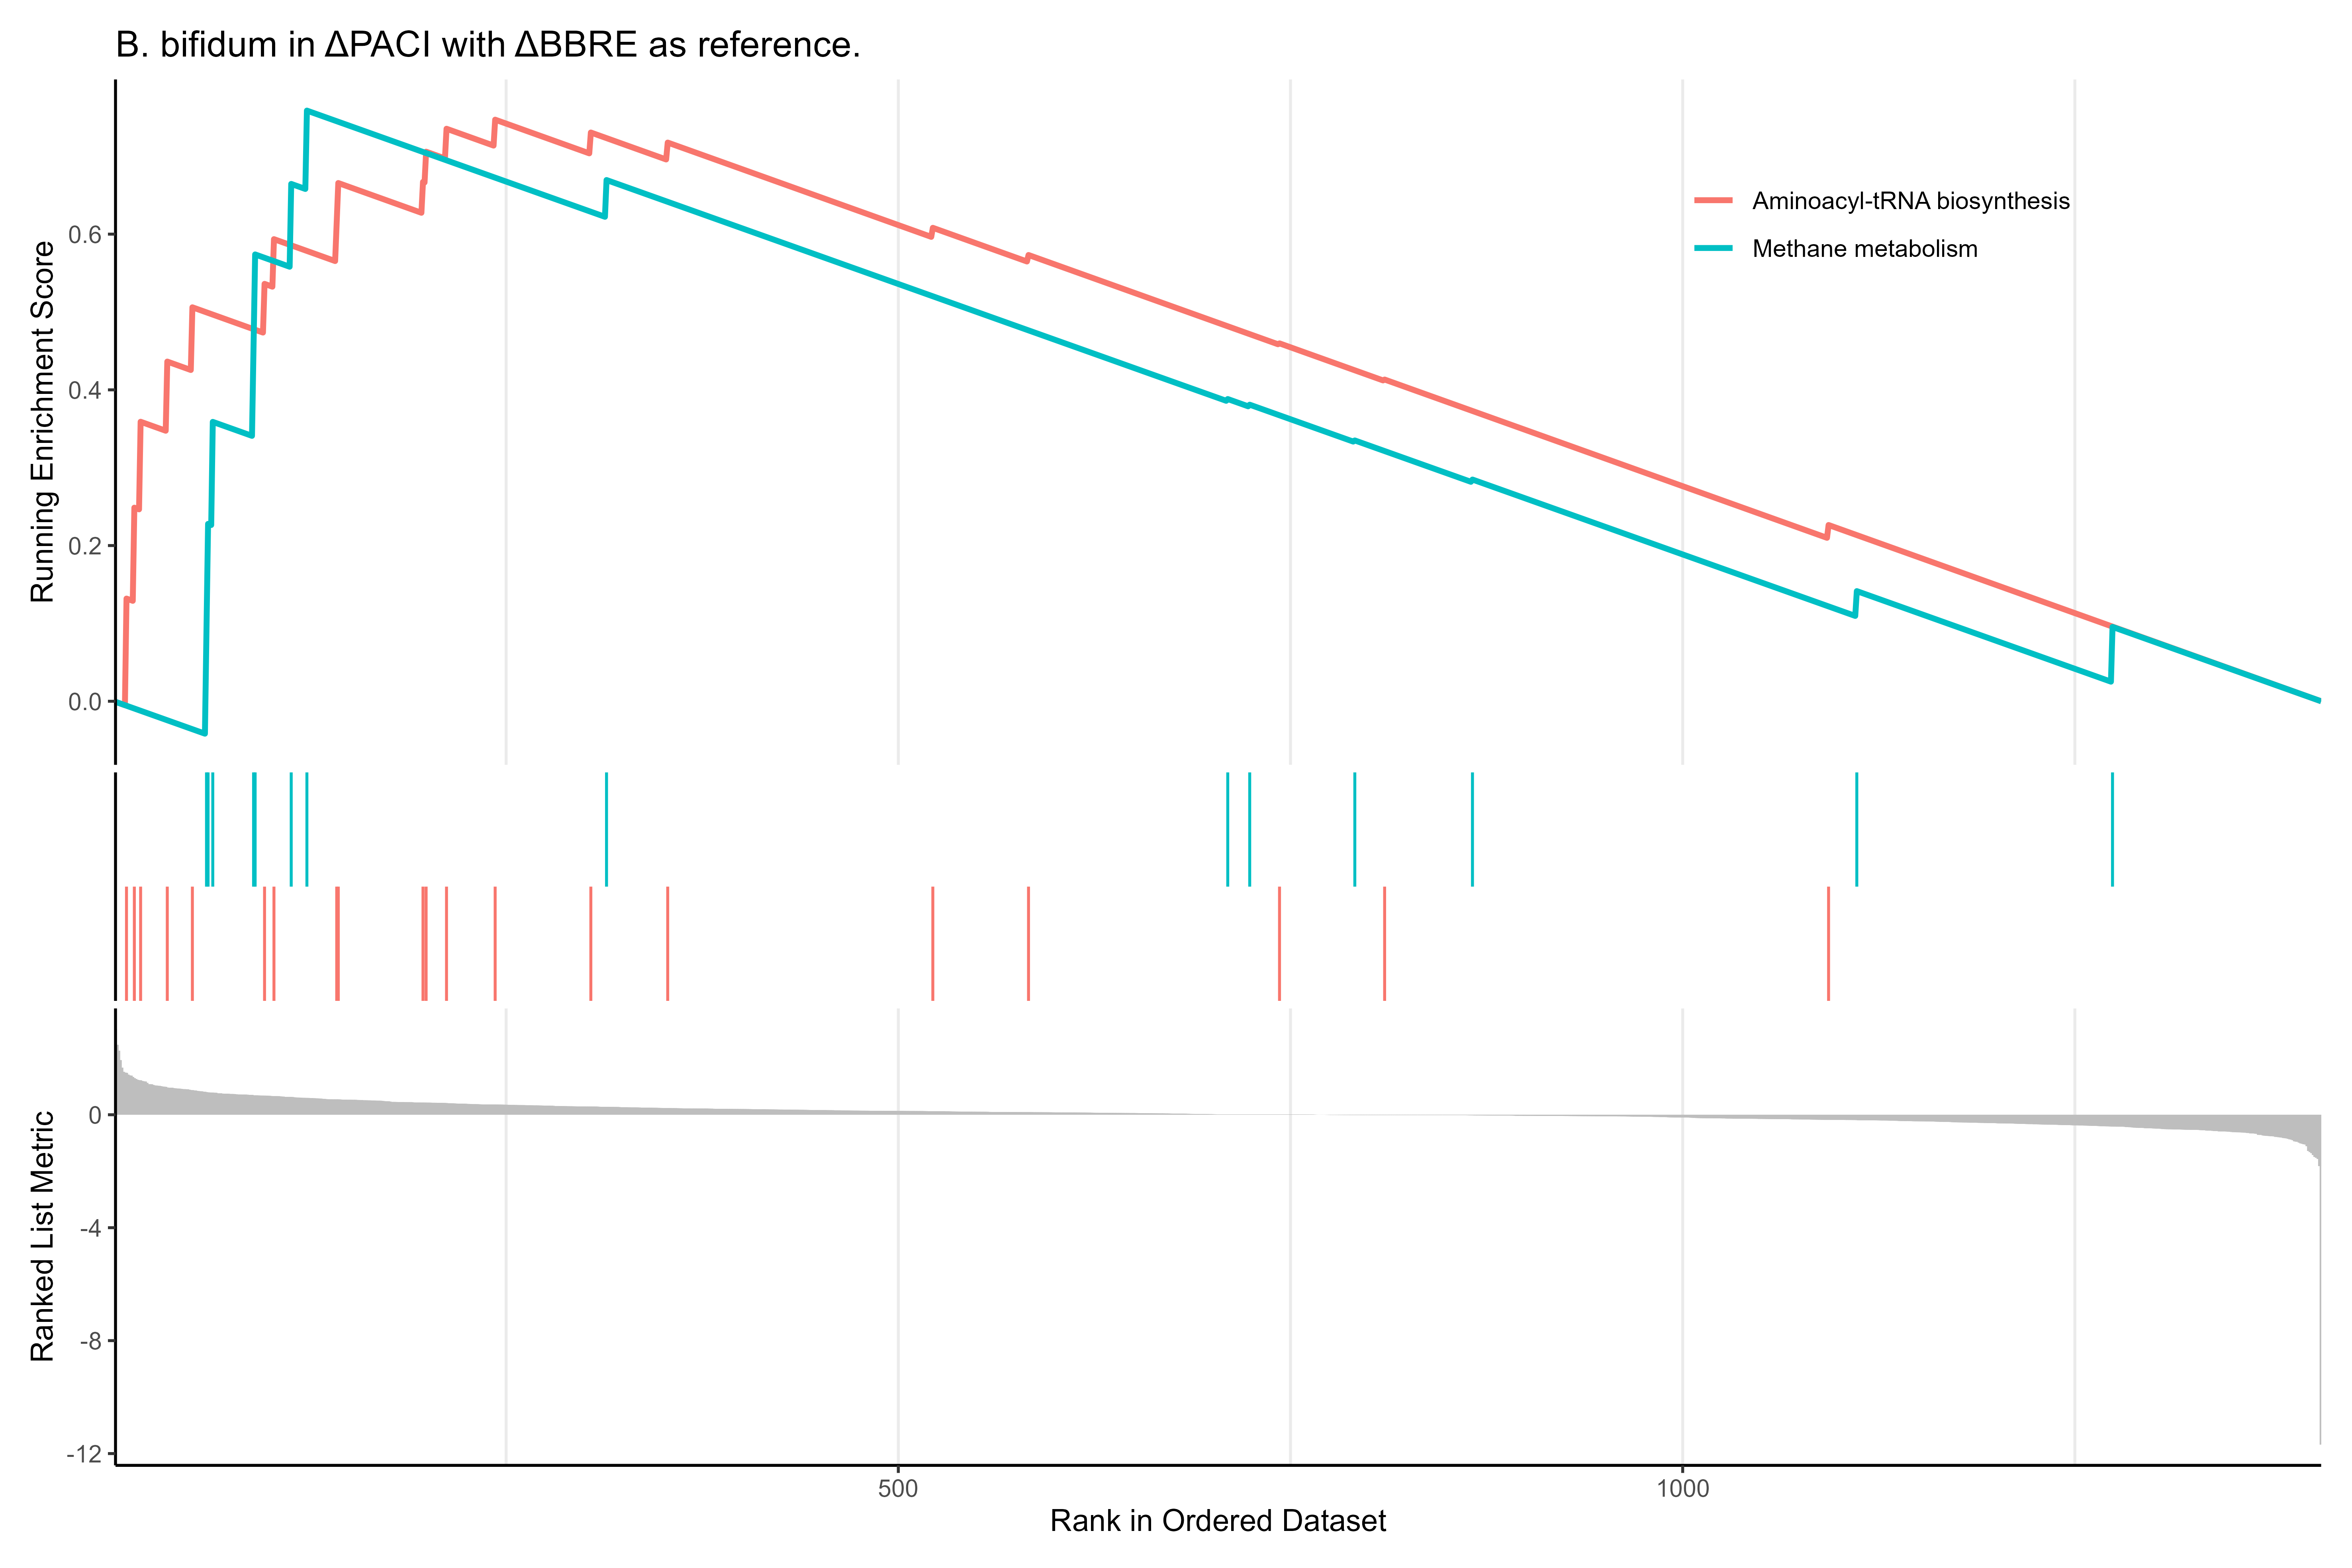 B. bifidum in ΔPACI with ΔBBRE as reference.
Running Enrichment Score
0.6
0.4
0.2
0.0
Aminoacyl-tRNA biosynthesis
Methane metabolism
Ranked List Metric
0
-4
-8
-12
500
1000
Rank in Ordered Dataset